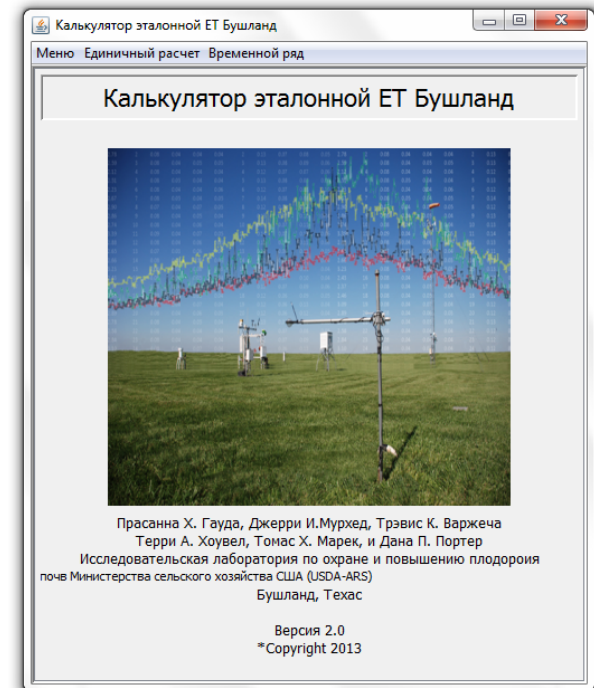 Калькулятор эталонной ЕТ Бушланд
Меню Единичный расчет Временной ряд
Калькулятор эталонной ЕТ Бушланд
Прасанна Х. Гауда, Джерри И.Мурхед, Трэвис К. Варжеча
Терри А. Хоувел, Томас Х. Марек, и Дана П. Портер
Исследовательская лаборатория по охране и повышению плодороия
почв Министерства сельского хозяйства США (USDA-ARS)
Бушланд, Техас
Версия 2.0
*Copyright 2013